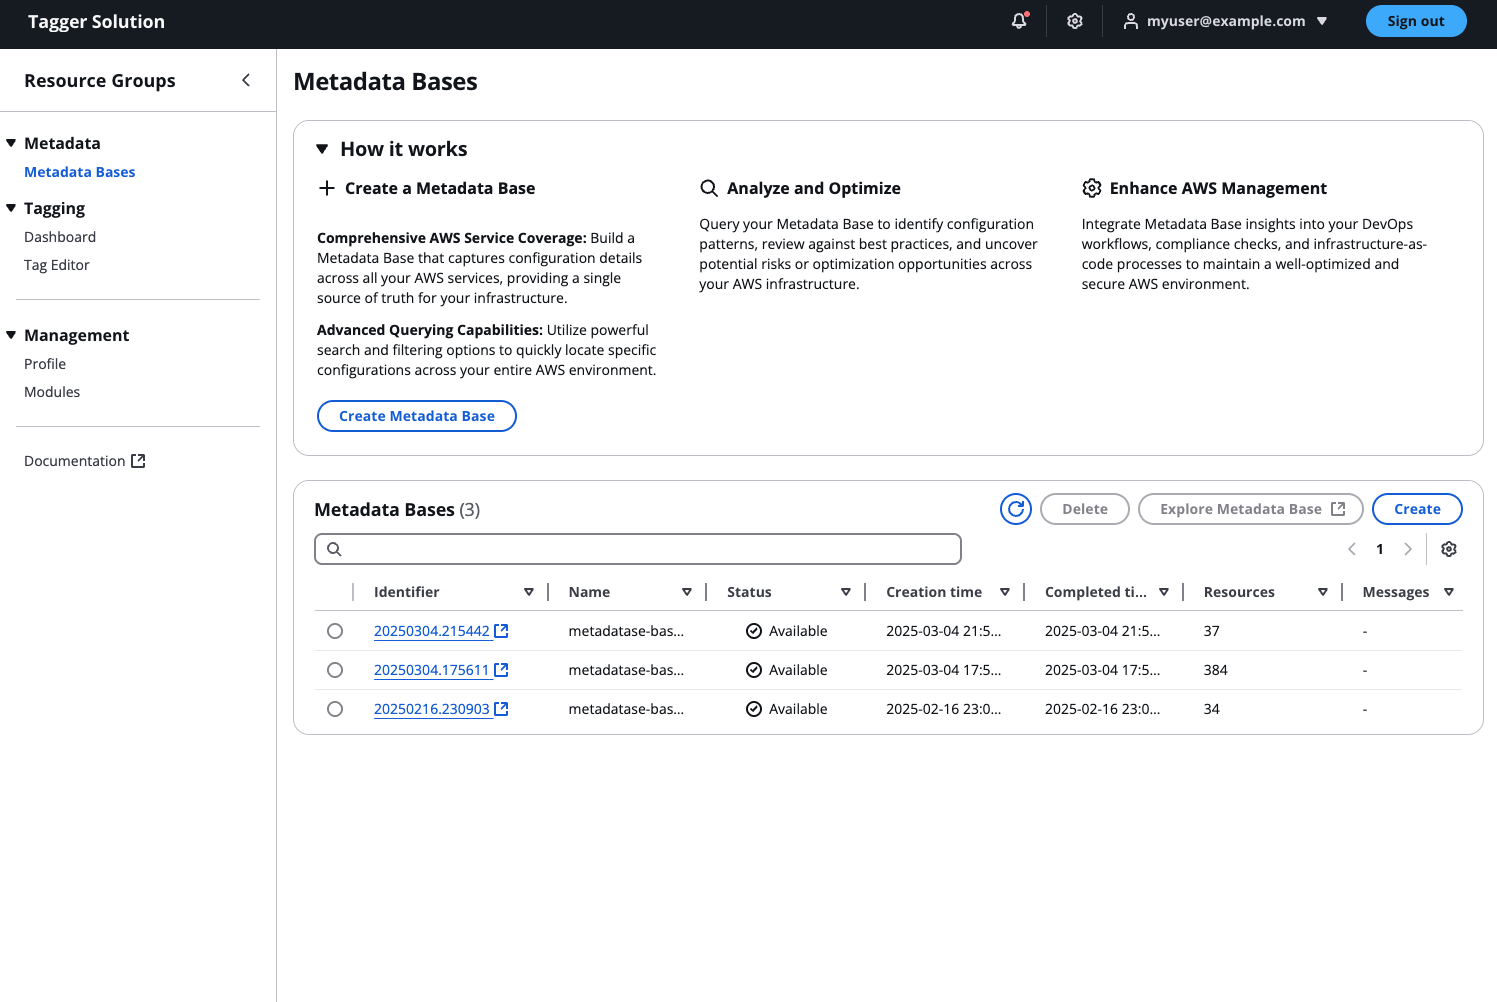 Tagger Solution
myuser@example.com
Sign out
Resource Groups
Metadata
Metadata Bases
Tagging
Dashboard
Tag Editor
Management
Profile
Modules
Documentation
Metadata Bases
How it works
Create a Metadata Base
Comprehensive AWS Service Coverage: Build a
Metadata Base that captures configuration details
across all your AWS services, providing a single
source of truth for your infrastructure.
Advanced Querying Capabilities: Utilize powerful
search and filtering options to quickly locate specific
configurations across your entire AWS environment.
Create Metadata Base
Analyze and Optimize
Query your Metadata Base to identify configuration
patterns, review against best practices, and uncover
potential risks or optimization opportunities across
your AWS infrastructure.
Enhance AWS Management
Integrate Metadata Base insights into your DevOps
workflows, compliance checks, and infrastructure-as-
code processes to maintain a well-optimized and
secure AWS environment.
Metadata Bases (3)
Delete
Explore Metadata Base
Create
1
Identifier Name Status Creation time Completed ti... Resources Messages
20250304.215442 metadatase-bas... Available 2025-03-04 21:5... 2025-03-04 21:5... 37 -
20250304.175611 metadatase-bas... Available 2025-03-04 17:5... 2025-03-04 17:5... 384 -
20250216.230903 metadatase-bas... Available 2025-02-16 23:0... 2025-02-16 23:0... 34 -